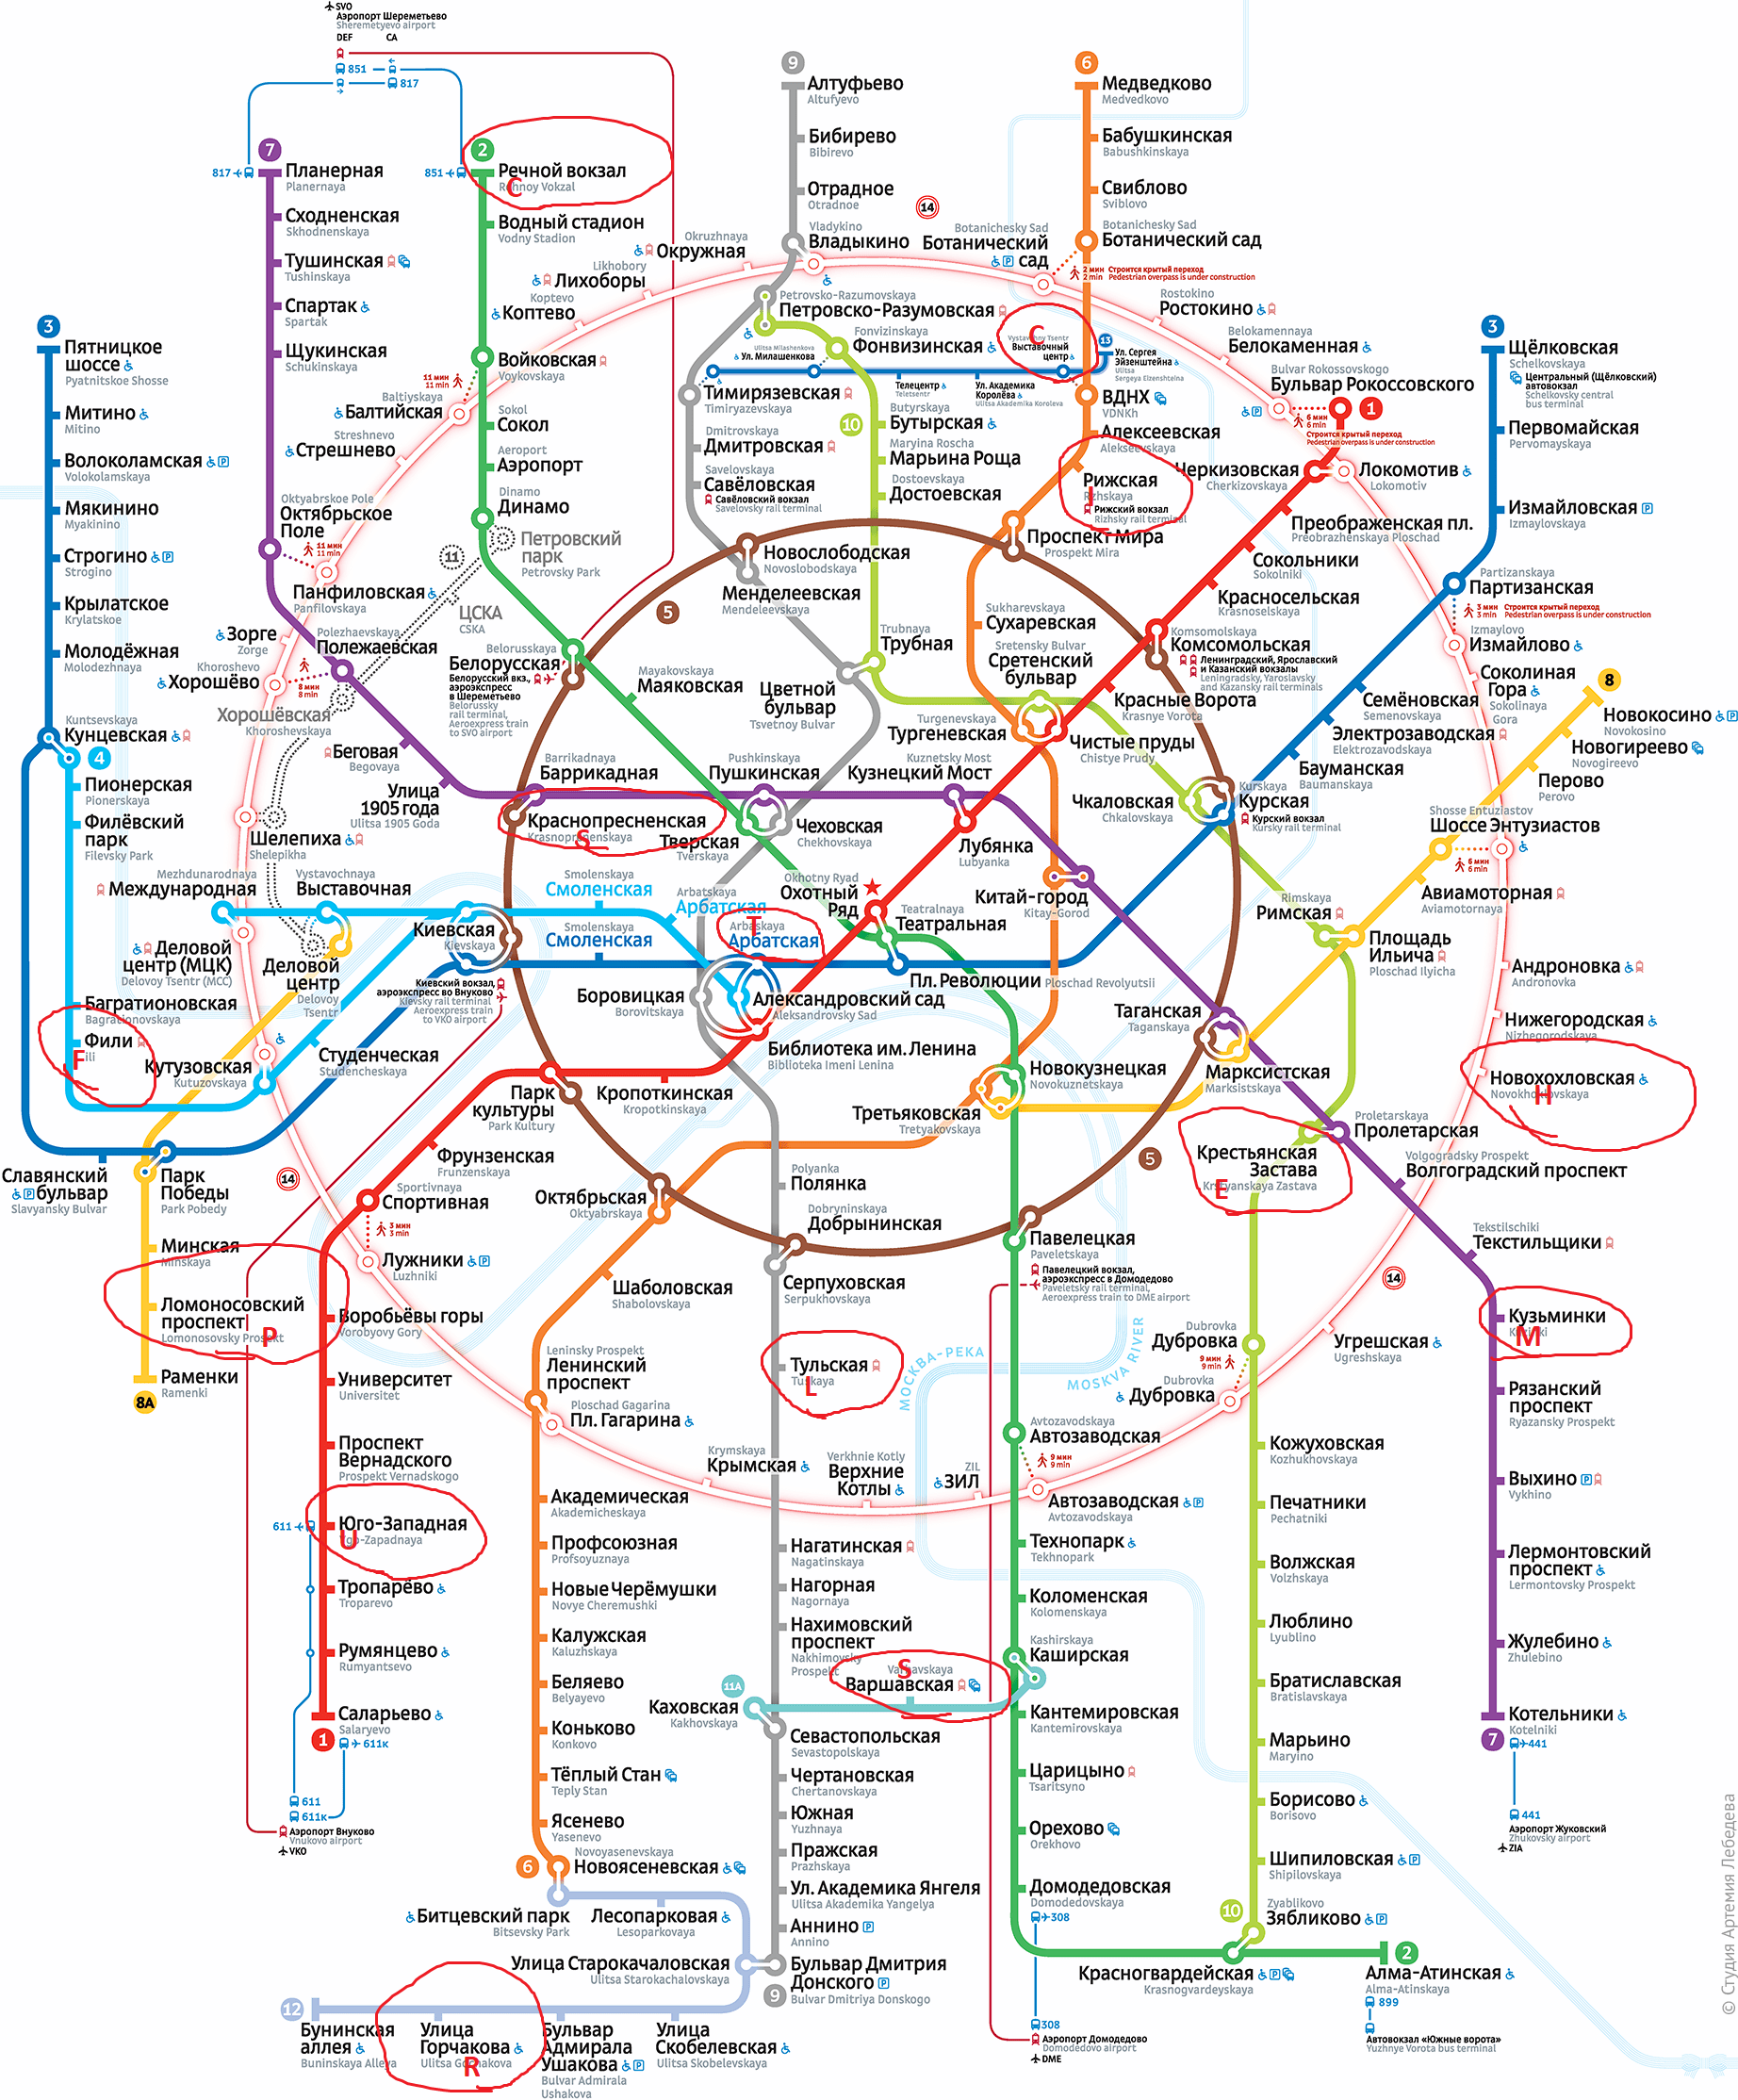 SVO
Аэропорт Шереметьево
Sheremetyevo airport
DEF CA
851
817
9
Алтуфьево
Altufyevo
Бибирево
Bibirevo
Отрадное
Otradnoe
Vladykino
Владыкино
6
Медведково
Medvedkovo
Бабушкинская
Babushkinskaya
Свиблово
Sviblovo
Botanichesky Sad
Ботанический сад
7
817
Планерная
Planernaya
Сходненская
Skhodnenskaya
Тушинская
Tushinskaya
Спартак
Spartak
Щукинская
Schukinskaya
Oktyabrskoe Pole
Октябрьское
Поле
11 мин
11 min
2
851
Речной вокзал
C
Водный стадион
Vodny Stadion
Войковская
Voykovskaya
11 мин
11 min
Sokol
Сокол
Aeroport
Аэропорт
Dinamo
Динамо
Петровский
парк
Petrovsky Park
11
ЦСКА
CSKA
14
Okruzhnaya
Окружная
Likhobory
Лихоборы
Koptevo
Коптево
Baltiyskaya
Балтийская
Streshnevo
Стрешнево
Панфиловская
Panfilovskaya
Зорге
Zorge
Khoroshevo
Хорошёво
8 мин
8 min
Polezhaevskaya
Полежаевская
Хорошёвская
Khoroshevskaya
Беговая
Begovaya
Улица
1905 года
Ulitsa 1905 Goda
Шелепиха
Shelepikha
Botanichesky Sad
Ботанический
сад
2 мин
2 min
Строится крытый переход
Pedestrian overpass is under construction
Rostokino
Ростокино
Belokamennaya
Белокаменная
Bulvar Rokossovskogo
Бульвар Рокоссовского
1
6 мин
6 min
Строится крытый переход
Pedestrian overpass is under construction
Petrovsko-Razumovskaya
Петровско-Разумовская
Fonvizinskaya
Фонвизинская
Ulitsa Milashenkova
Ул. Милашенкова
C
Выставочный
центр
13
Ул. Сергея
Эйзенштейна
Ulitsa
Sergeya Eizenshteina
Телецентр
Teletsentr
Ул. Академика
Королёва
Ulitsa Akademika Koroleva
Тимирязевская
Timiryazevskaya
Dmitrovskaya
Дмитровская
Savelovskaya
Савёловская
Савёловский вокзал
Savelovsky rail terminal
10
Butyrskaya
Бутырская
Maryina Roscha
Марьина Роща
Dostoevskaya
Достоевская
ВДНХ
VDNKh
Алексеевская
Alekseevskaya
Рижская
I
Рижский вокзал
Rizhsky rail terminal
Проспект Мира
Prospekt Mira
Черкизовская
Cherkizovskaya
Локомотив
Lokomotiv
Преображенская пл.
Preobrazhenskaya Ploschad
Сокольники
Sokolniki
Красносельская
Krasnoselskaya
Komsomolskaya
Комсомольская
Ленинградский, Ярославский
и Казанский вокзалы
Leningradsky, Yaroslavsky
and Kazansky rail terminals
Красные Ворота
Krasnye Vorota
Чистые пруды
Chistye Prudy
3
Щёлковская
Schelkovskaya
Центральный (Щёлковский)
автовокзал
Schelkovsky central
bus terminal
Первомайская
Pervomayskaya
Измайловская
Izmaylovskaya
Partizanskaya
Партизанская
3 мин
3 min
Строится крытый переход
Pedestrian overpass is under construction
Izmaylovo
Измайлово
Соколиная
Гора
Sokolinaya
Gora
Семёновская
Semenovskaya
Электрозаводская
Elektrozavodskaya
Бауманская
Baumanskaya
Kurskaya
Курская
Курский вокзал
Kursky rail terminal
8
Новокосино
Novokosino
Новогиреево
Novogireevo
Перово
Perovo
Shosse Entuziastov
Шоссе Энтузиастов
6 мин
6 min
Авиамоторная
Aviamotornaya
Площадь
Ильича
Ploschad Ilyicha
Rimskaya
Римская
Андроновка
Andronovka
Нижегородская
Nizhegorodskaya
Новохохловская
H
3
Пятницкое
шоссе
Pyatnitskoe Shosse
Митино
Mitino
Волоколамская
Volokolamskaya
Мякинино
Myakinino
Строгино
Strogino
Крылатское
Krylatskoe
Молодёжная
Molodezhnaya
Kuntsevskaya
Кунцевская
4
Пионерская
Pionerskaya
Филёвский
парк
Filevsky Park
Mezhdunarodnaya
Международная
Vystavochnaya
Выставочная
Деловой
центр (МЦК)
Delovoy Tsentr (MCC)
Деловой
центр
Delovoy
Tsentr
Багратионовская
Bagrationovskaya
Фили
F
Кутузовская
Kutuzovskaya
Студенческая
Studencheskaya
5
Новослободская
Novoslobodskaya
Менделеевская
Mendeleevskaya
Belorusskaya
Белорусская
Белорусский вкз.,
аэроэкспресс
в Шереметьево
Belorussky
rail terminal,
Aeroexpress train
to SVO airport
Mayakovskaya
Маяковская
Цветной
бульвар
Tsvetnoy Bulvar
Trubnaya
Трубная
Sukharevskaya
Сухаревская
Sretensky Bulvar
Сретенский
бульвар
Turgenevskaya
Тургеневская
Barrikadnaya
Баррикадная
Краснопресненская
S
Pushkinskaya
Пушкинская
Kuznetsky Most
Кузнецкий Мост
Чкаловская
Chkalovskaya
Тверская
Tverskaya
Чеховская
Chekhovskaya
Лубянка
Lubyanka
Китай-город
Kitay-Gorod
Okhotny Ryad
Охотный
Ряд
Teatralnaya
Театральная
Smolenskaya
Смоленская
Arbatskaya
Арбатская
Smolenskaya
Смоленская
T
Арбатская
Киевская
Kievskaya
Киевский вокзал,
аэроэкспресс во Внуково
Kievsky rail terminal
Aeroexpress train
to VKO airport
Боровицкая
Borovitskaya
Александровский сад
Aleksandrovsky Sad
Пл. Революции Ploschad Revolyutsii
Библиотека им. Ленина
Biblioteka Imeni Lenina
Таганская
Taganskaya
Марксистская
Marksistskaya
Новокузнецкая
Novokuznetskaya
Третьяковская
Tretyakovskaya
Парк
культуры
Park Kultury
Кропоткинская
Kropotkinskaya
Фрунзенская
Frunzenskaya
Sportivnaya
Спортивная
3 мин
3 min
Лужники
Luzhniki
14
Славянский
бульвар
Slavyansky Bulvar
Парк
Победы
Park Pobedy
Минская
Minskaya
Ломоносовский
проспект
P
Раменки
Ramenki
8A
Воробьёвы горы
Vorobyovy Gory
Университет
Universitet
Проспект
Вернадского
Prospekt Vernadskogo
611
Юго-Западная
U
Тропарёво
Troparevo
Румянцево
Rumyantsevo
Саларьево
Salaryevo
1
611к
611
611к
Аэропорт Внуково
Vnukovo airport
VKO
Октябрьская
Oktyabrskaya
Polyanka
Полянка
Dobryninskaya
Добрынинская
Серпуховская
Serpukhovskaya
Шаболовская
Shabolovskaya
Leninsky Prospekt
Ленинский
проспект
Ploschad Gagarina
Пл. Гагарина
Тульская
L
Krymskaya
Крымская
Verkhnie Kotly
Верхние
Котлы
ZIL
ЗИЛ
МОСКВА-РЕКА
MOSKVA RIVER
5
Павелецкая
Paveletskaya
Павелецкий вокзал,
аэроэкспресс в Домодедово
Paveletsky rail terminal,
Aeroexpress train to DME airport
Крестьянская
Застава
E
Proletarskaya
Пролетарская
Volgogradsky Prospekt
Волгоградский проспект
Tekstilschiki
Текстильщики
14
Кузьминки
M
Рязанский
проспект
Ryazansky Prospekt
Выхино
Vykhino
Лермонтовский
проспект
Lermontovsky Prospekt
Жулебино
Zhulebino
Котельники
Kotelniki
7
441
441
Аэропорт Жуковский
Zhukovsky airport
ZIA
Угрешская
Ugreshskaya
Dubrovka
Дубровка
9 мин
9 min
Dubrovka
Дубровка
Avtozavodskaya
Автозаводская
9 мин
9 min
Автозаводская
Avtozavodskaya
Технопарк
Tekhnopark
Коломенская
Kolomenskaya
Kashirskaya
Каширская
Кантемировская
Kantemirovskaya
Царицыно
Tsaritsyno
Орехово
Orekhovo
Домодедовская
Domodedovskaya
308
308
Аэропорт Домодедово
Domodedovo airport
DME
Кожуховская
Kozhukhovskaya
Печатники
Pechatniki
Волжская
Volzhskaya
Люблино
Lyublino
Братиславская
Bratislavskaya
Марьино
Maryino
Борисово
Borisovo
Шипиловская
Shipilovskaya
10
Zyablikovo
Зябликово
Красногвардейская
Krasnogvardeyskaya
2
Алма-Атинская
Alma-Atinskaya
899
Автовокзал «Южные ворота»
Yuzhnye Vorota bus terminal
Академическая
Akademicheskaya
Профсоюзная
Profsoyuznaya
Новые Черёмушки
Novye Cheremushki
Калужская
Kaluzhskaya
Беляево
Belyayevo
Коньково
Konkovo
Тёплый Стан
Teply Stan
Ясенево
Yasenevo
Novoyasenevskaya
6
Новоясеневская
Битцевский парк
Bitsevsky Park
Лесопарковая
Lesoparkovaya
Улица Старокачаловская
Ulitsa Starokachalovskaya
12
Бунинская
аллея
Buninskaya Alleya
Улица
Горчакова
R
Бульвар
Адмирала
Ушакова
Bulvar Admirala
Ushakova
Улица
Скобелевская
Ulitsa Skobelevskaya
Нагатинская
Nagatinskaya
Нагорная
Nagornaya
Нахимовский
проспект
Nakhimovsky
Prospekt
S
Варшавская
11A
Каховская
Kakhovskaya
Севастопольская
Sevastopolskaya
Чертановская
Chertanovskaya
Южная
Yuzhnaya
Пражская
Prazhskaya
Ул. Академика Янгеля
Ulitsa Akademika Yangelya
Аннино
Annino
Бульвар Дмитрия
Донского
Bulvar Dmitriya Donskogo
9
© Студия Артемия Лебедева